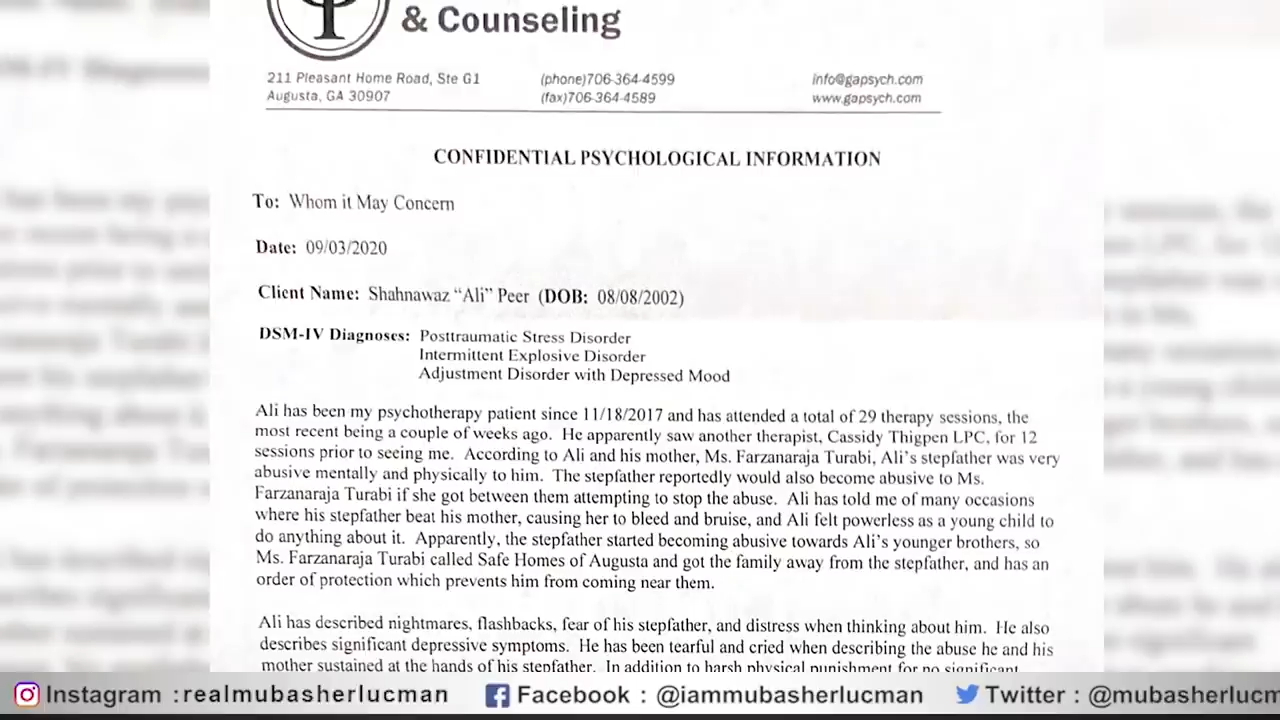 & Counseling
211 Pleasant Home Road, Ste G1 (phone)706-364-4599 info@gapsych.com
Augusta, GA 30907 (fax)706-364-4589 www.gapsych.com
CONFIDENTIAL PSYCHOLOGICAL INFORMATION
To: Whom it May Concern
Date: 09/03/2020
Client Name: Shahnawaz “Ali” Peer (DOB: 08/08/2002)
DSM-IV Diagnoses: Posttraumatic Stress Disorder
Intermittent Explosive Disorder
Adjustment Disorder with Depressed Mood
Ali has been my psychotherapy patient since 11/18/2017 and has attended a total of 29 therapy sessions, the
most recent being a couple of weeks ago. He apparently saw another therapist, Cassidy Thigpen LPC, for 12
sessions prior to seeing me. According to Ali and his mother, Ms. Farzanaraja Turabi, Ali’s stepfather was very
abusive mentally and physically to him. The stepfather reportedly would also become abusive to Ms.
Farzanaraja Turabi if she got between them attempting to stop the abuse. Ali has told me of many occasions
where his stepfather beat his mother, causing her to bleed and bruise, and Ali felt powerless as a young child to
do anything about it. Apparently, the stepfather started becoming abusive towards Ali’s younger brothers, so
Ms. Farzanaraja Turabi called Safe Homes of Augusta and got the family away from the stepfather, and has an
order of protection which prevents him from coming near them.
Ali has described nightmares, flashbacks, fear of his stepfather, and distress when thinking about him. He also
describes significant depressive symptoms. He has been tearful and cried when describing the abuse he and his
mother sustained at the hands of his stepfather. In addition to harsh physical punishment for no significant
Instagram :realmubasherlucman Facebook : @iammubasherlucman Twitter : @mubasherlucm